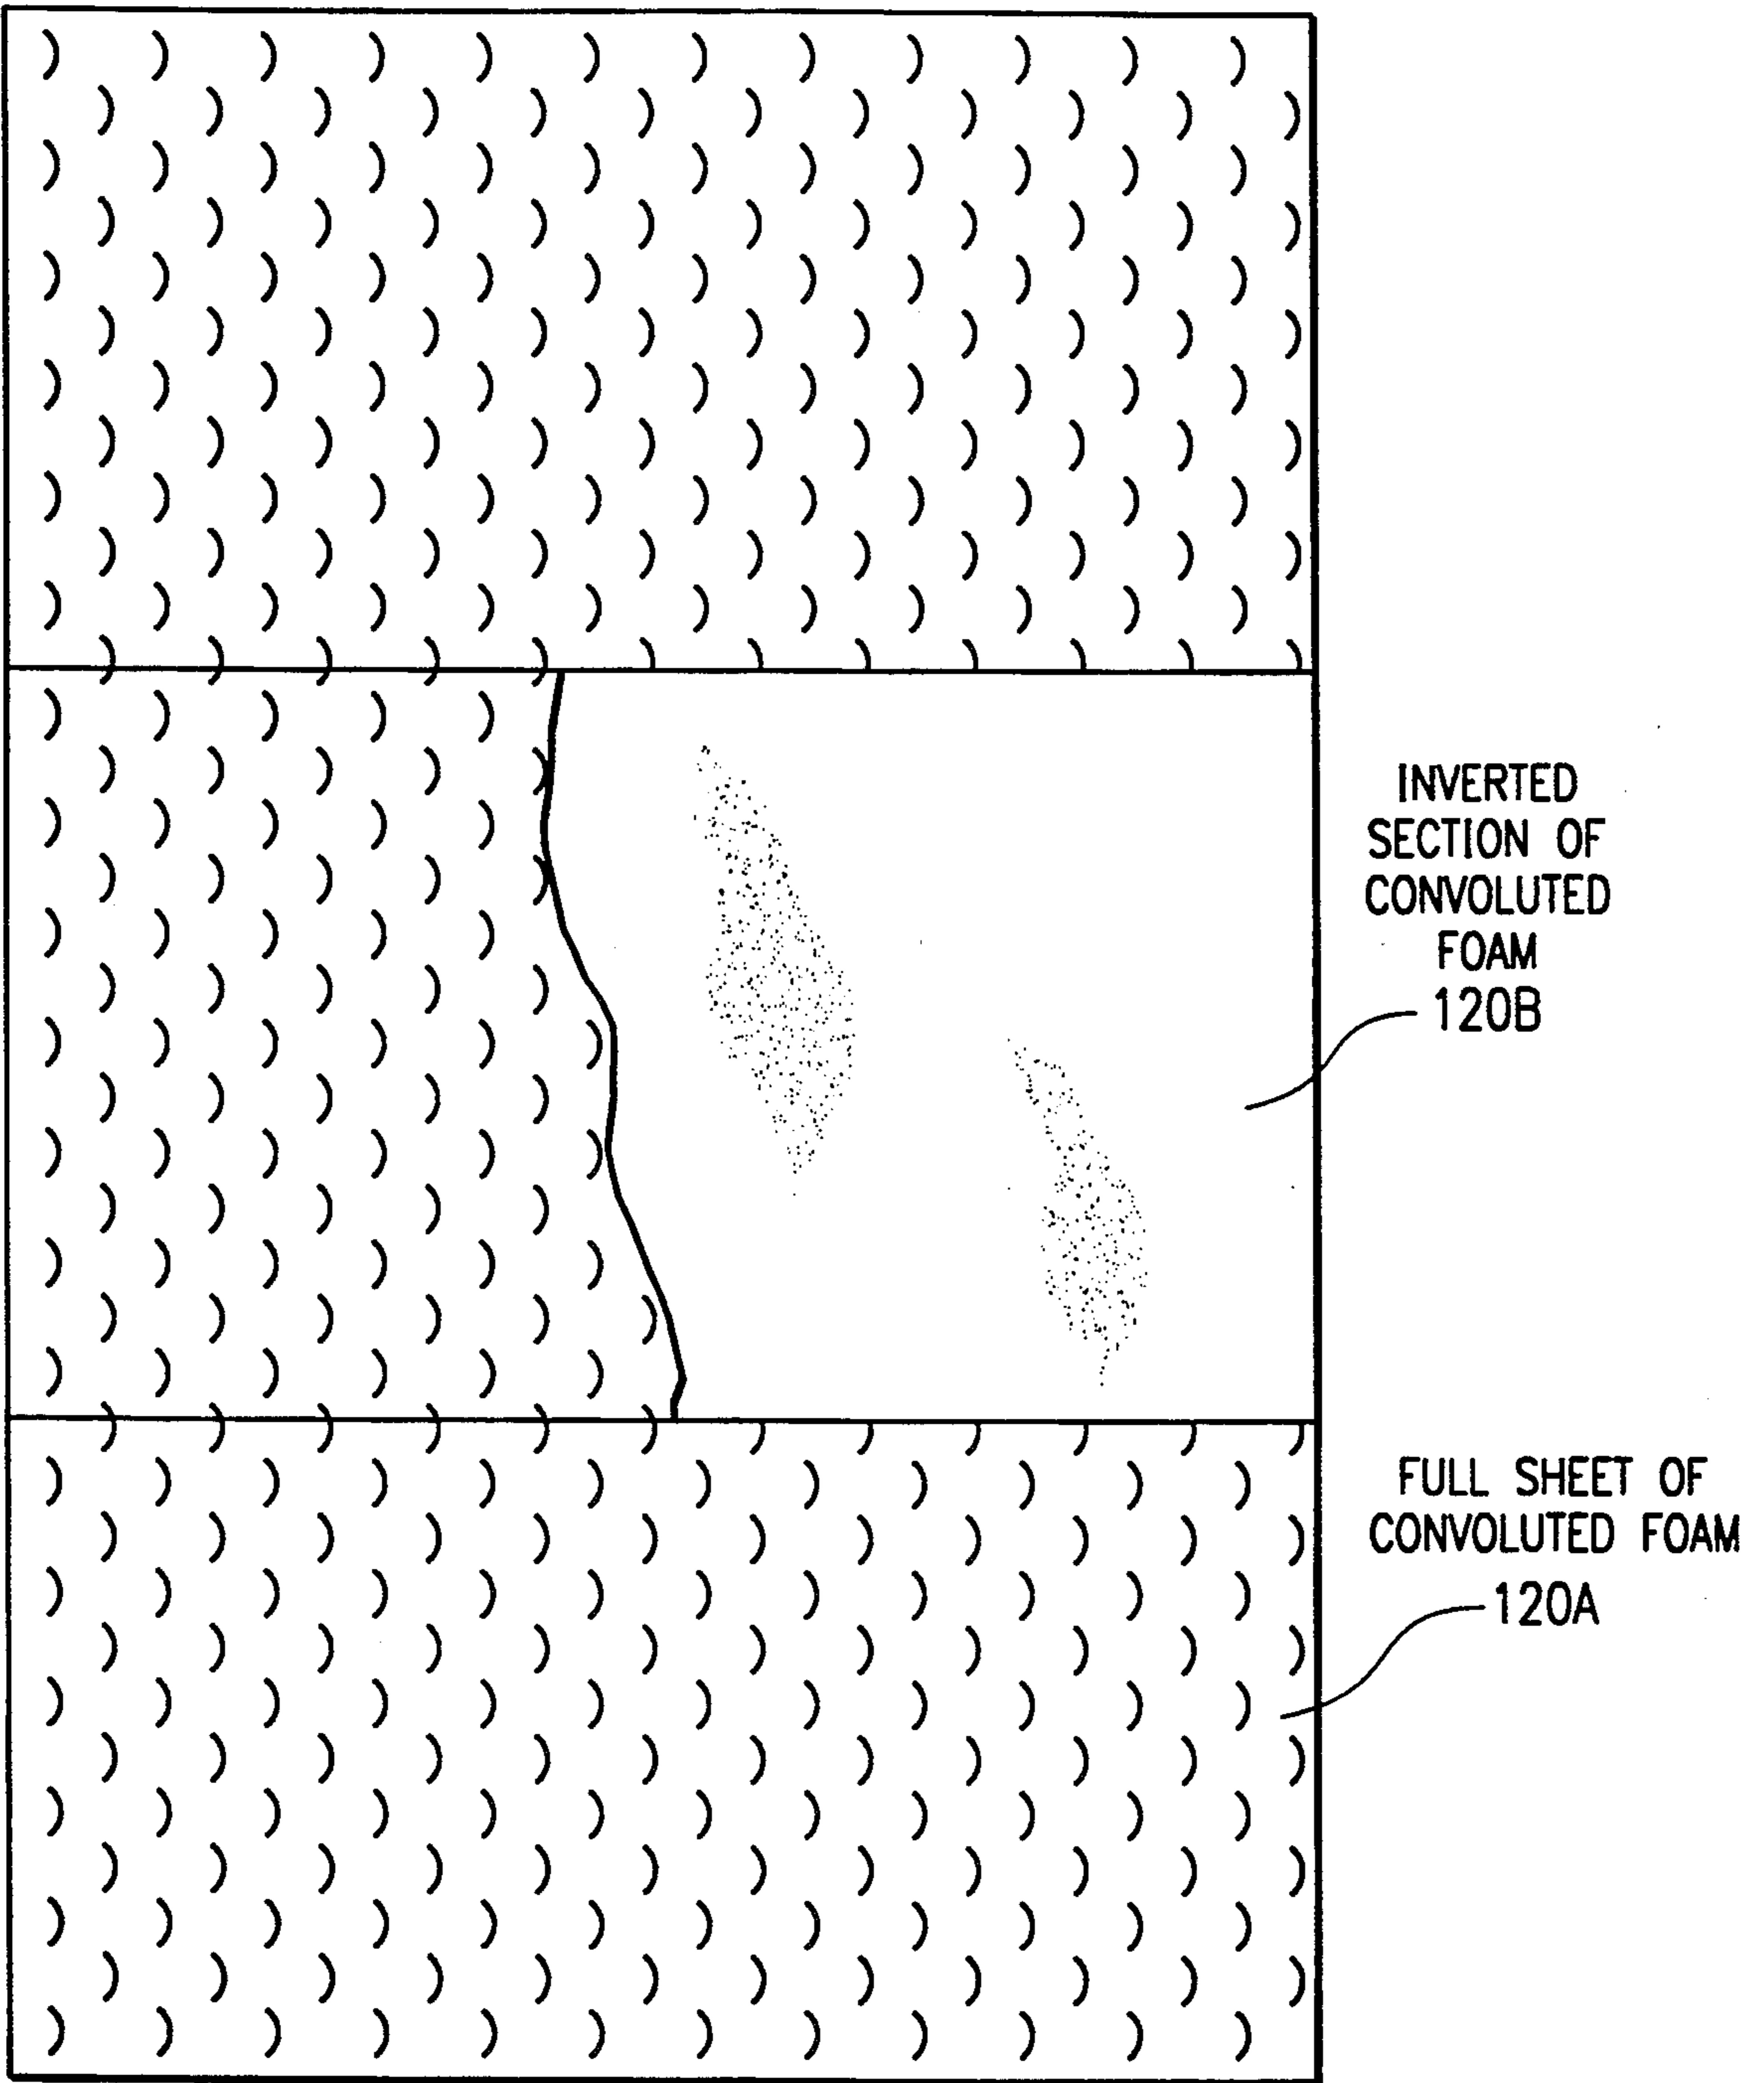 INVERTED
SECTION OF
CONVOLUTED
FOAM
120B
FULL SHEET OF
CONVOLUTED FOAM
120A